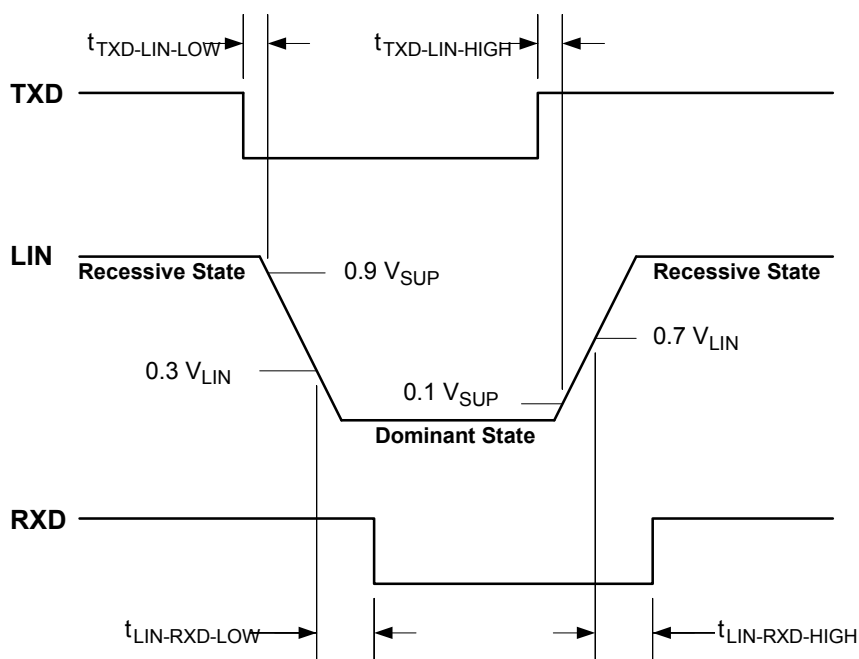 tTXD-LIN-LOW
tTXD-LIN-HIGH
TXD
LIN
Recessive State
0.9 VSUP
Recessive State
0.7 VLIN
0.3 VLIN
0.1 VSUP
Dominant State
RXD
tLIN-RXD-LOW
tLIN-RXD-HIGH